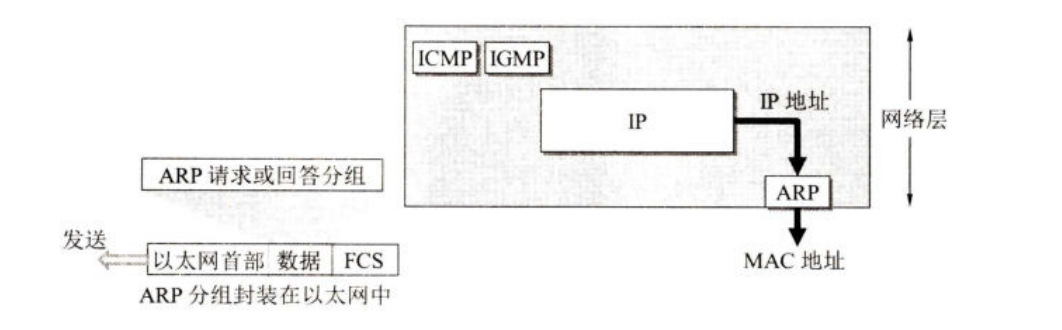 ICMP IGMP
IP 地址
IP
网络层
ARP 请求或回答分组
ARP
发送
以太网首部 数据 FCS
MAC 地址
ARP 分组封装在以太网中